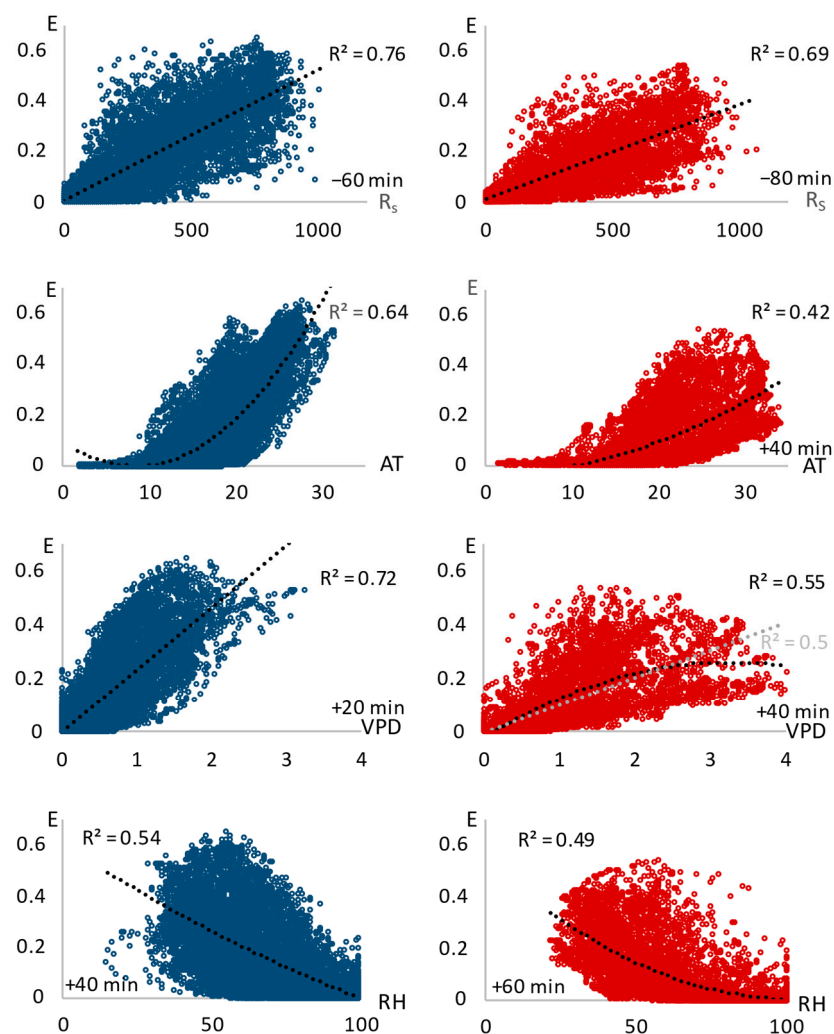 E
E
0.6
R² = 0.76
0.6
R² = 0.69
0.4
0.4
0.2
0.2
−60 min
−80 min
0
Rs
0
RS
0
500
1000
0
500
1000
E
E
0.6
R² = 0.64
0.6
R² = 0.42
0.4
0.4
0.2
0.2
+40 min
0
AT
0
AT
0
10
20
30
0
10
20
30
E
E
0.6
R² = 0.72
0.6
R² = 0.55
0.4
0.4
R² = 0.5
0.2
0.2
+20 min
+40 min
0
VPD
0
VPD
0
1
2
3
4
0
1
2
3
4
E
E
0.6
R² = 0.54
0.6
R² = 0.49
0.4
0.4
0.2
0.2
+40 min
+60 min
0
RH
0
RH
0
50
100
0
50
100